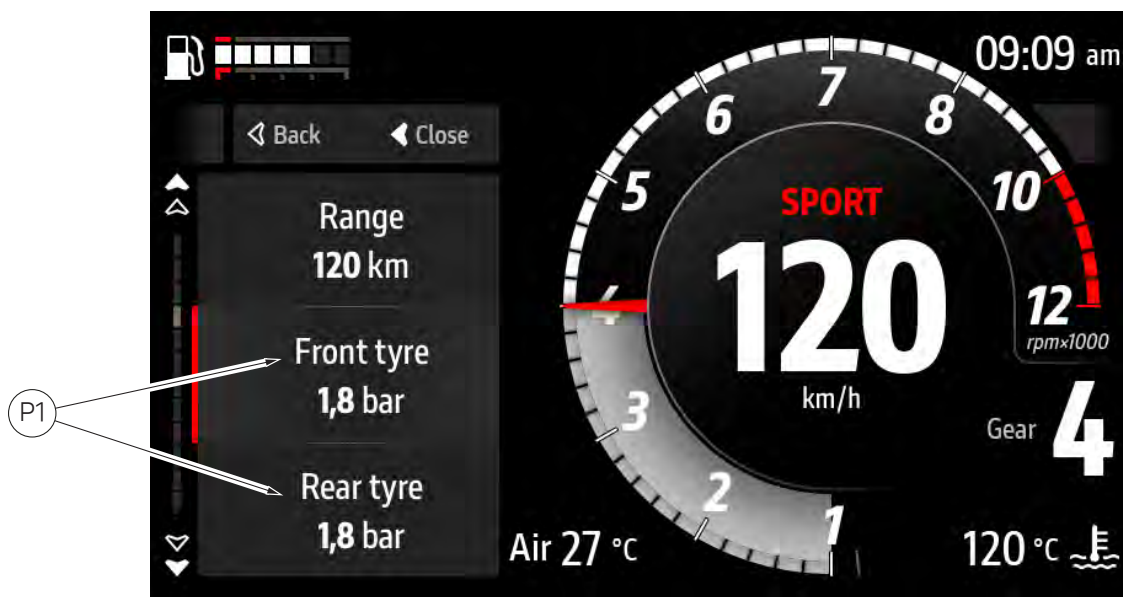 09:09 am
Back Close
Range
120 km
Front tyre
1,8 bar
Rear tyre
1,8 bar
P1
1
2
3
4
5
6
7
8
10
12
rpm×1000
SPORT
120
km/h
Gear 4
Air 27 °C
120 °C